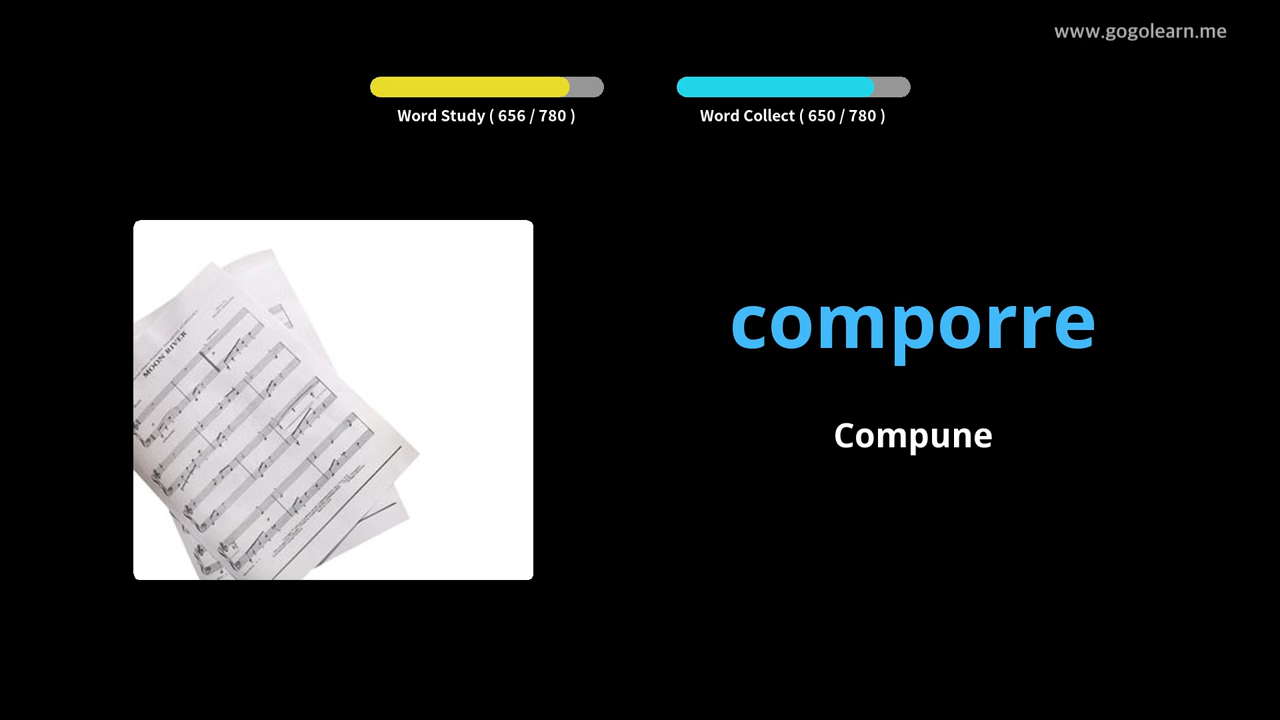 www.gogolearn.me
Word Study ( 656 / 780 )
Word Collect ( 650 / 780 )
MOON RIVER
comporre
Compune